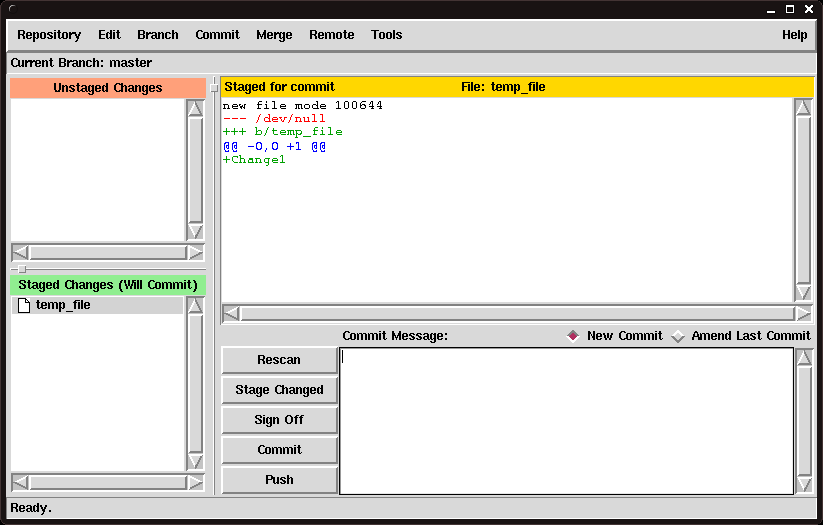 Repository Edit Branch Commit Merge Remote Tools Help
Current Branch: master
Unstaged Changes
Staged Changes (Will Commit)
temp_file
Staged for commit File: temp_file
new file mode 100644
--- /dev/null
+++ b/temp_file
@@ -0,0 +1 @@
+Change1
Commit Message: New Commit Amend Last Commit
Rescan
Stage Changed
Sign Off
Commit
Push
Ready.